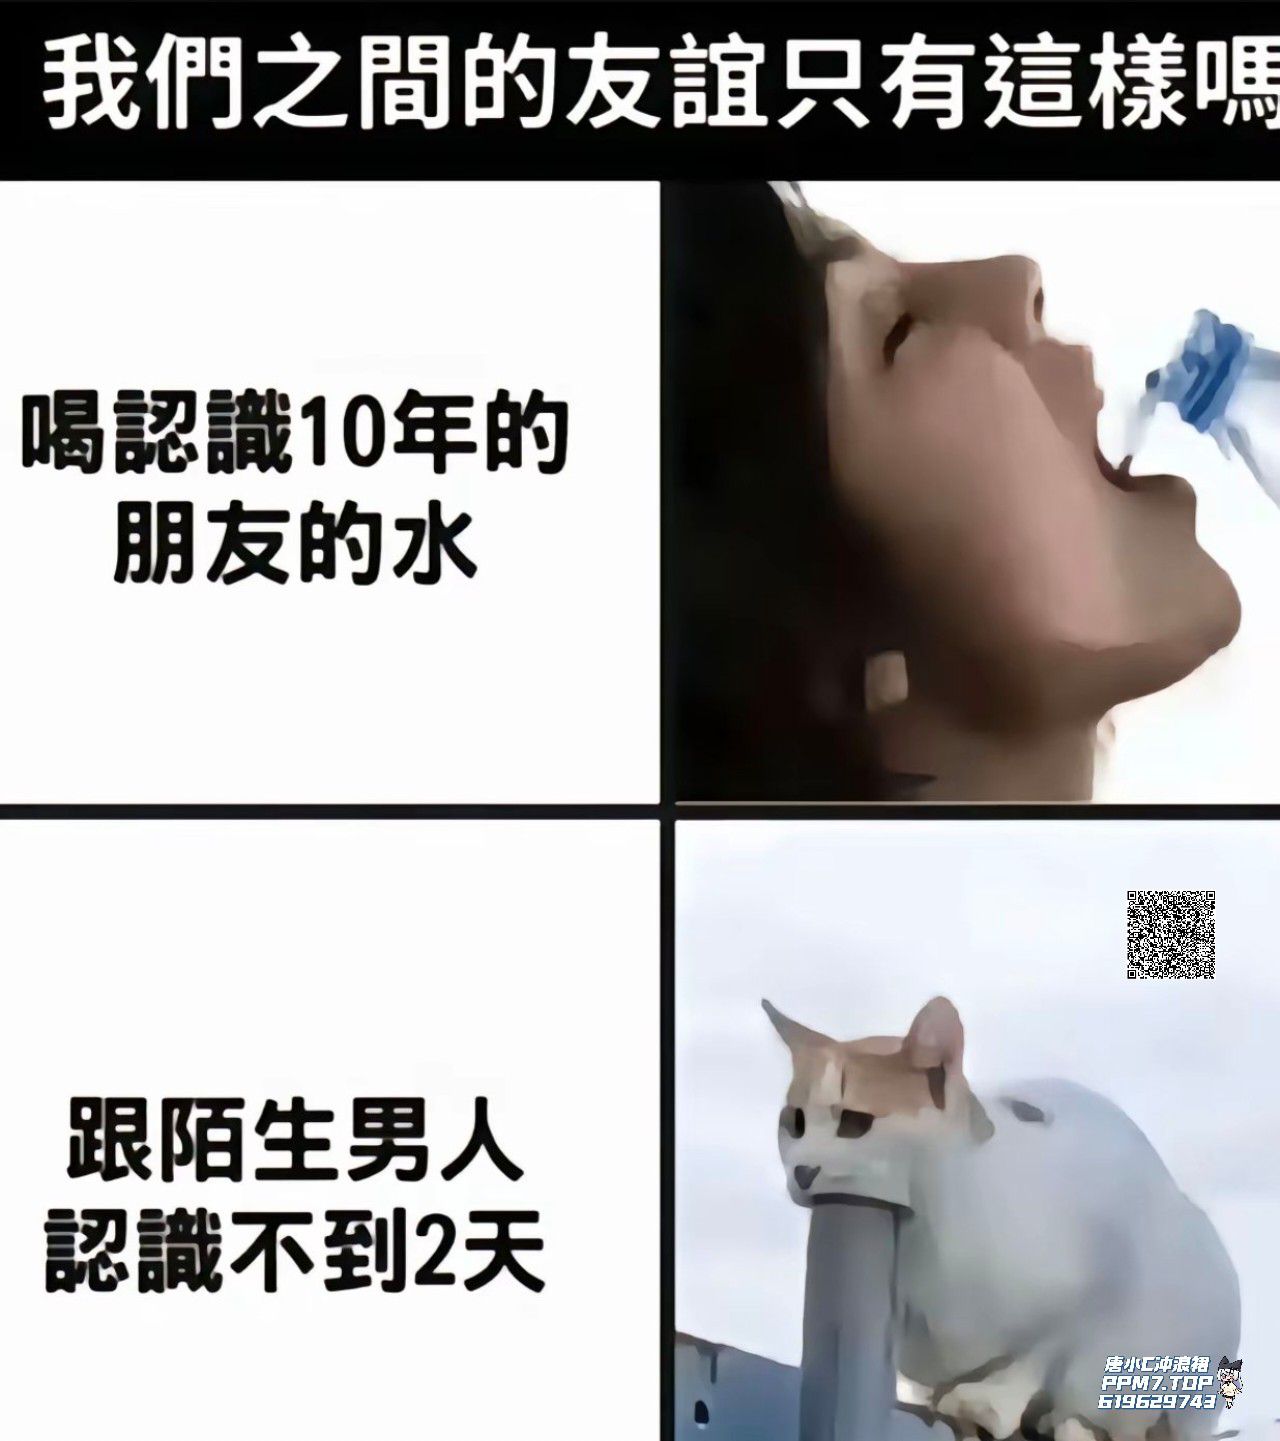 我們之間的友誼只有這樣嗎
喝認識10年的
朋友的水
跟陌生男人
認識不到2天
唐小C冲浪裙
PPM7.TOP
619629743